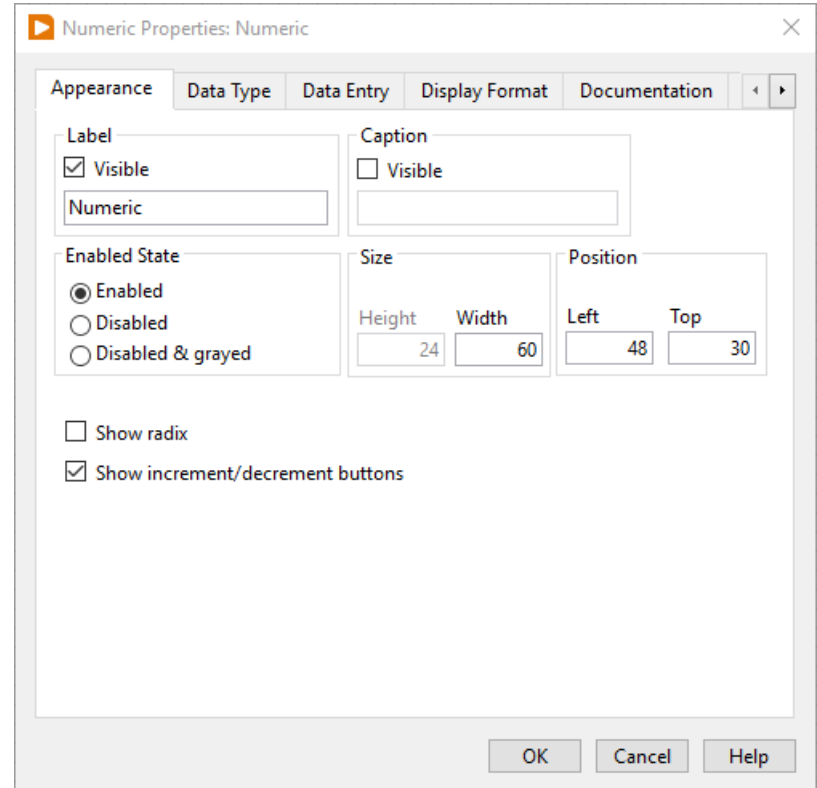 Numeric Properties: Numeric
Appearance Data Type Data Entry Display Format Documentation
Label Caption
Visible Visible
Numeric
Enabled State Size Position
Enabled
Disabled
Disabled & grayed
Height Width Left Top
24 60 48 30
Show radix
Show increment/decrement buttons
OK Cancel Help